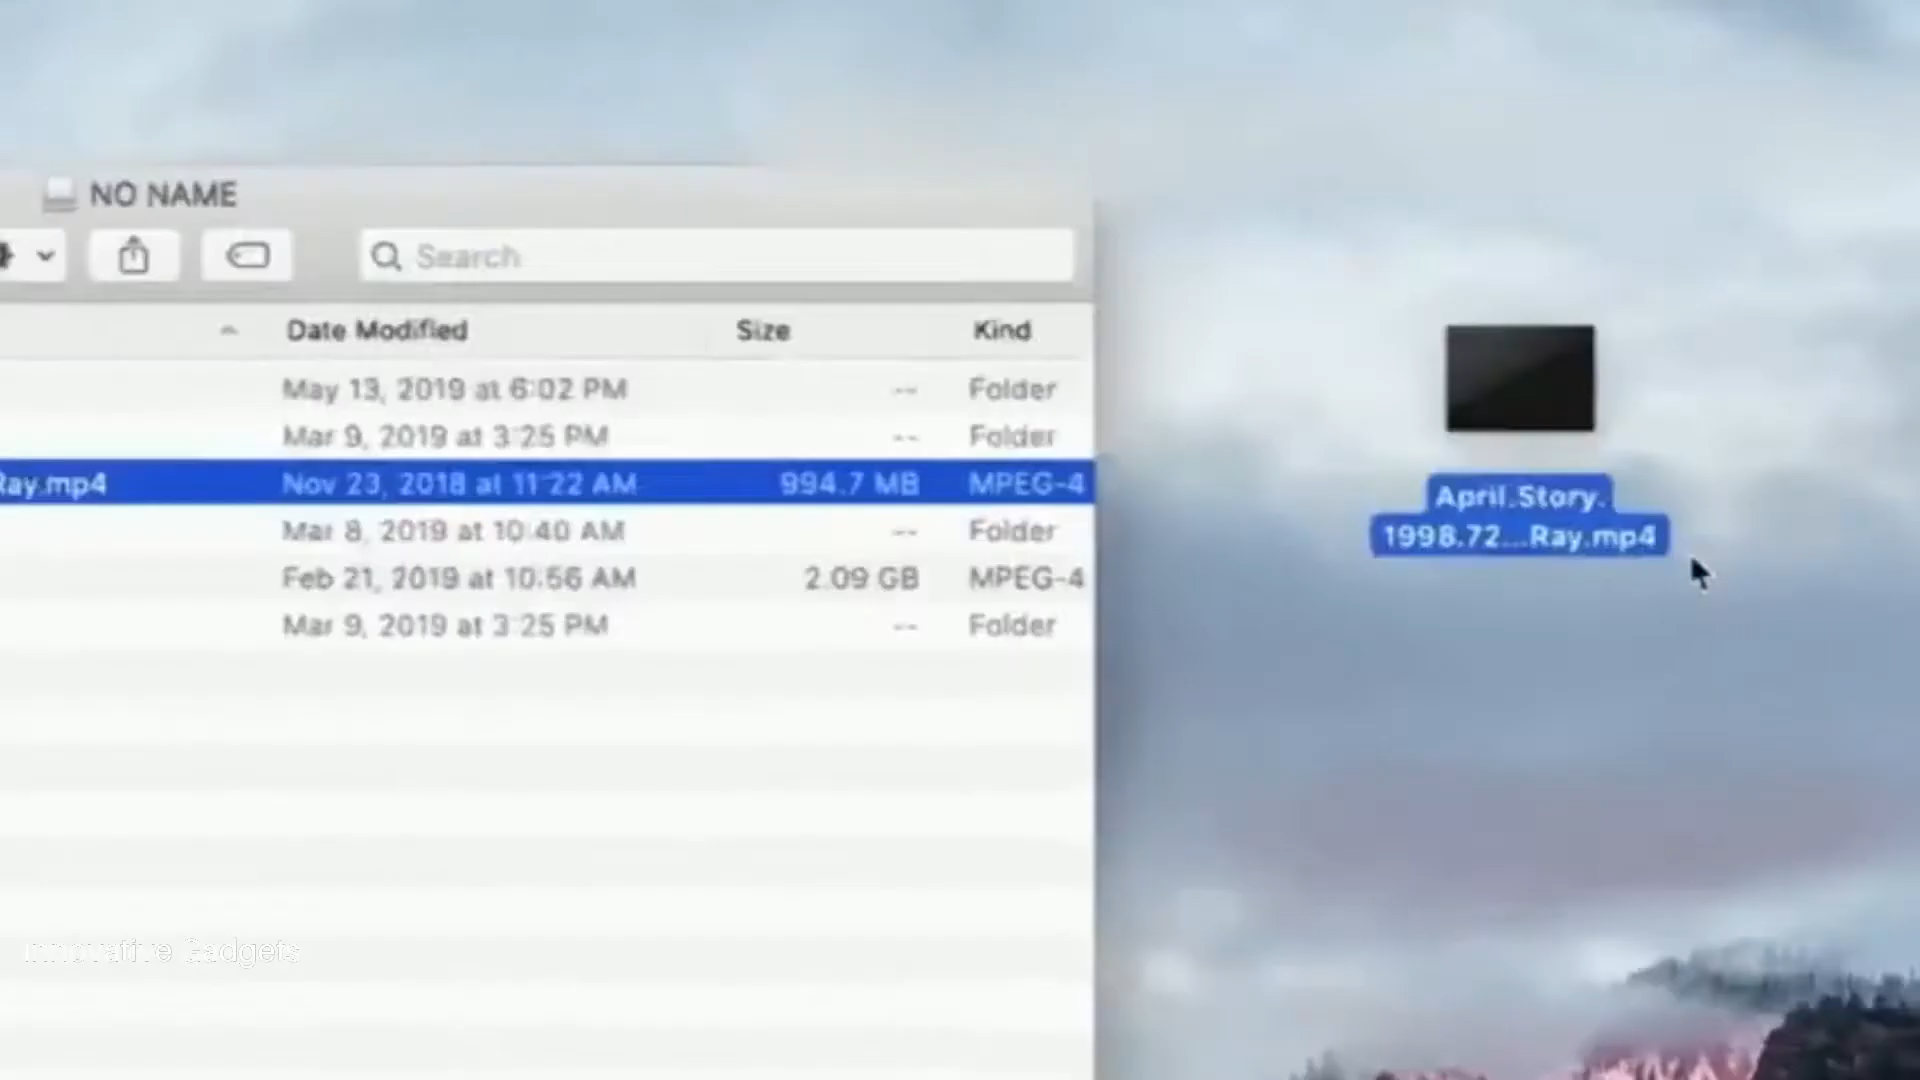 NO NAME
Search
Date Modified Size Kind
May 13, 2019 at 6:02 PM -- Folder
Mar 9, 2019 at 3:25 PM -- Folder
Ray.mp4 Nov 23, 2018 at 11:22 AM 994.7 MB MPEG-4
Mar 8, 2019 at 10:40 AM -- Folder
Feb 21, 2019 at 10:56 AM 2.09 GB MPEG-4
Mar 9, 2019 at 3:25 PM -- Folder
April.Story.
1998.72...Ray.mp4
Innovative Gadgets